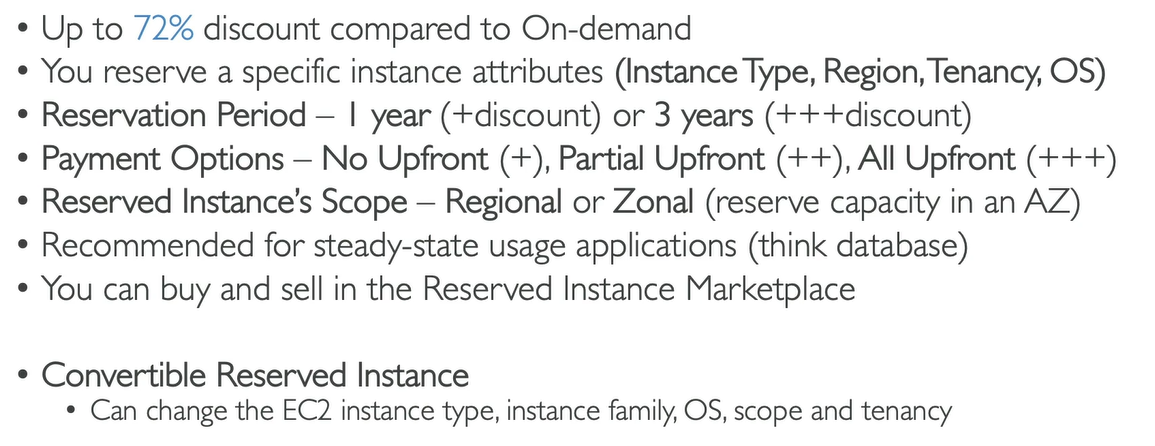 • Up to 72% discount compared to On-demand
• You reserve a specific instance attributes (Instance Type, Region, Tenancy, OS)
• Reservation Period – 1 year (+discount) or 3 years (+++discount)
• Payment Options – No Upfront (+), Partial Upfront (++), All Upfront (+++)
• Reserved Instance's Scope – Regional or Zonal (reserve capacity in an AZ)
• Recommended for steady-state usage applications (think database)
• You can buy and sell in the Reserved Instance Marketplace
• Convertible Reserved Instance
• Can change the EC2 instance type, instance family, OS, scope and tenancy